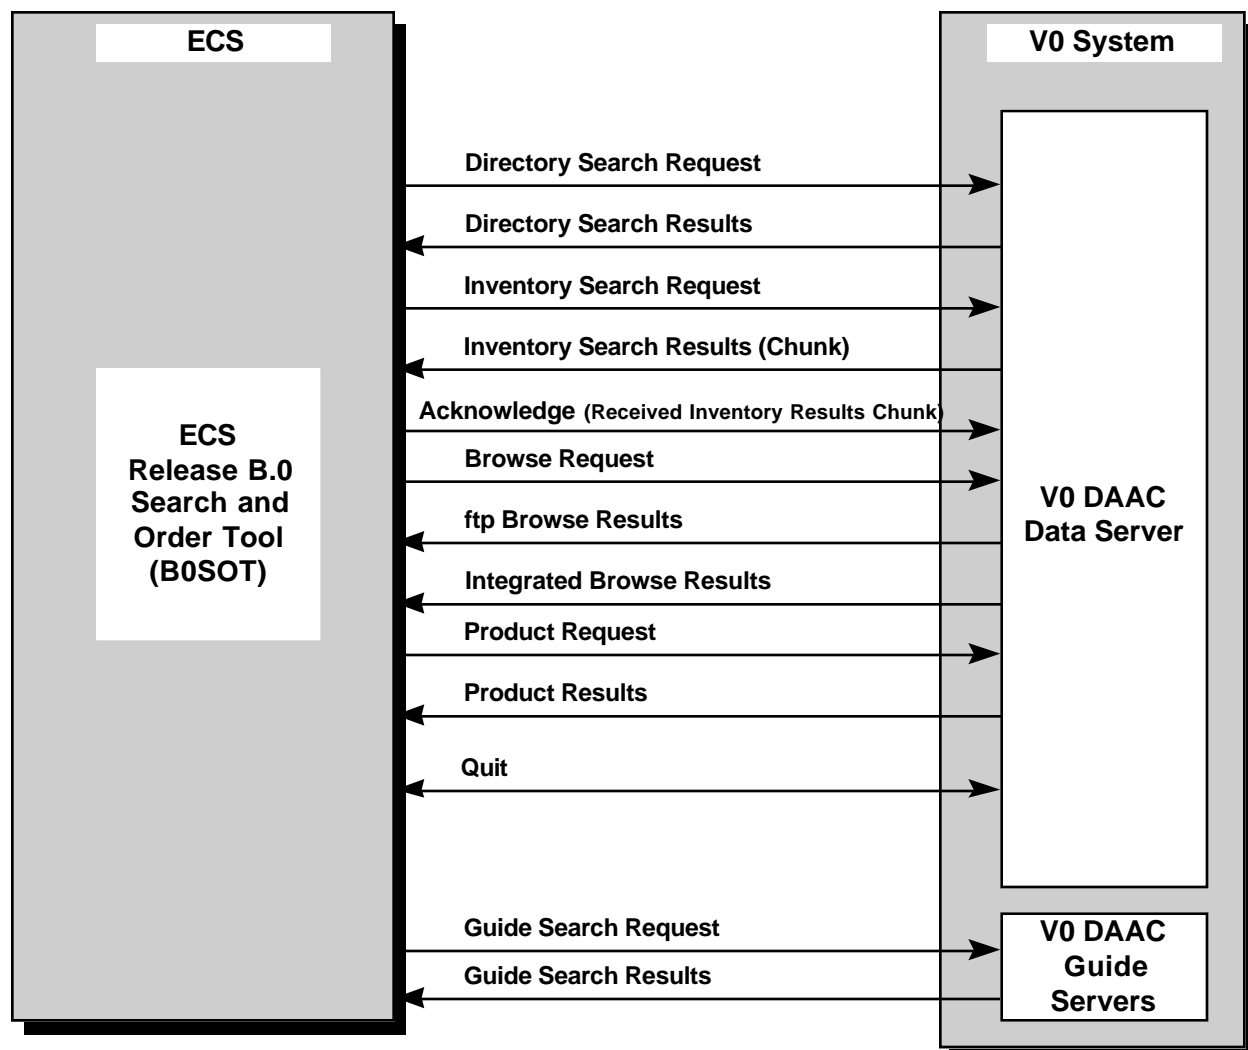 ECS
V0 System
Directory Search Request
Directory Search Results
Inventory Search Request
Inventory Search Results (Chunk)
Acknowledge (Received Inventory Results Chunk)
Browse Request
ftp Browse Results
Integrated Browse Results
Product Request
Product Results
Quit
ECS
Release B.0
Search and
Order Tool
(B0SOT)
V0 DAAC
Data Server
Guide Search Request
Guide Search Results
V0 DAAC
Guide
Servers